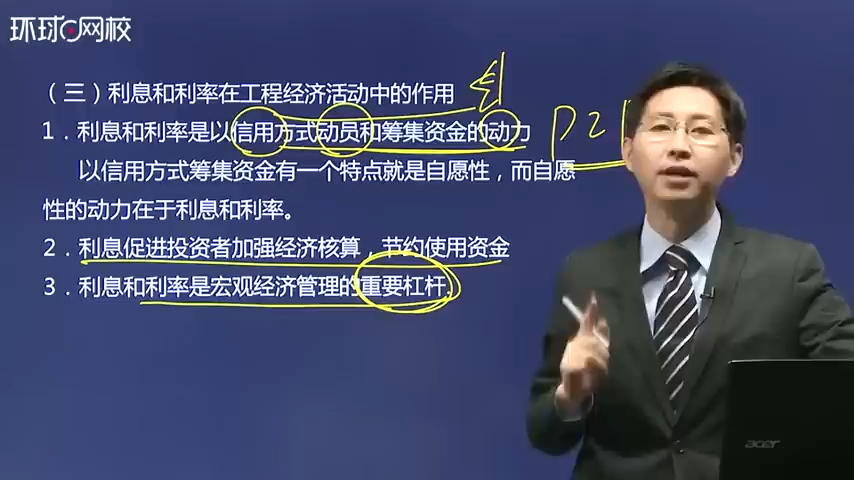 环球网校
（三）利息和利率在工程经济活动中的作用
1．利息和利率是以信用方式动员和筹集资金的动力
以信用方式筹集资金有一个特点就是自愿性，而自愿
性的动力在于利息和利率。
2．利息促进投资者加强经济核算，节约使用资金
3．利息和利率是宏观经济管理的重要杠杆.
P21
acer